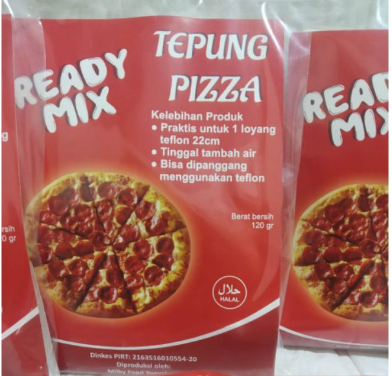 READY
MIX
TEPUNG
PIZZA
Kelebihan Produk
• Praktis untuk 1 loyang
teflon 22cm
• Tinggal tambah air
• Bisa dipanggang
menggunakan teflon
Berat bersih
120 gr
حلال
HALAL
Dinkes PIRT: 2163516010554-20
Diproduksi oleh:
READY
MIX